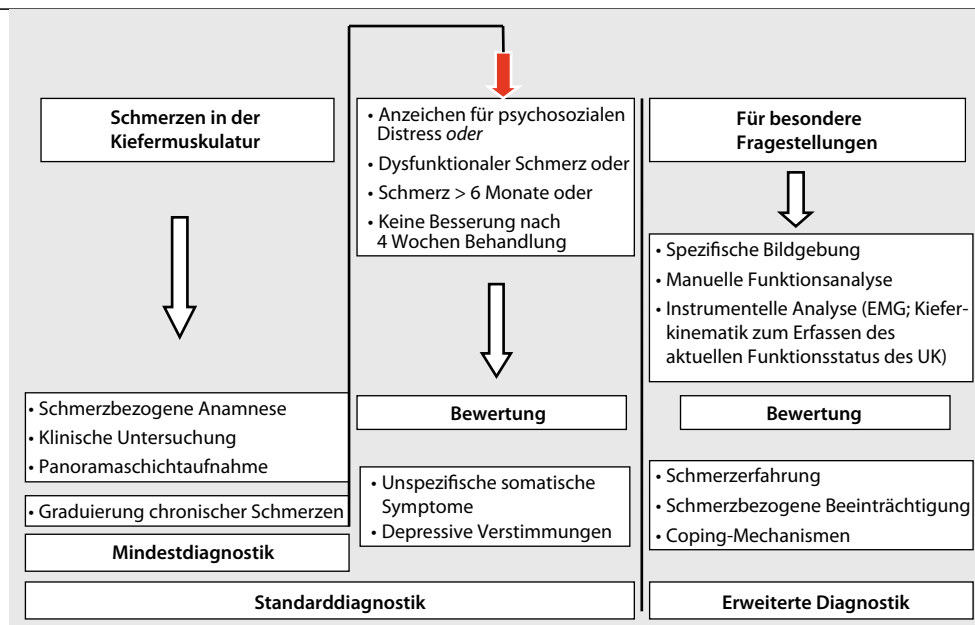 Schmerzen in der
Kiefermuskulatur
• Schmerzbezogene Anamnese
• Klinische Untersuchung
• Panoramaschichtaufnahme
• Graduierung chronischer Schmerzen
Mindestdiagnostik
• Anzeichen für psychosozialen
Distress oder
• Dysfunktionaler Schmerz oder
• Schmerz > 6 Monate oder
• Keine Besserung nach
4 Wochen Behandlung
Bewertung
• Unspezifische somatische
Symptome
• Depressive Verstimmungen
Standarddiagnostik
Für besondere
Fragestellungen
• Spezifische Bildgebung
• Manuelle Funktionsanalyse
• Instrumentelle Analyse (EMG; Kiefer-
kinematik zum Erfassen des
aktuellen Funktionsstatus des UK)
Bewertung
• Schmerzerfahrung
• Schmerzbezogene Beeinträchtigung
• Coping-Mechanismen
Erweiterte Diagnostik